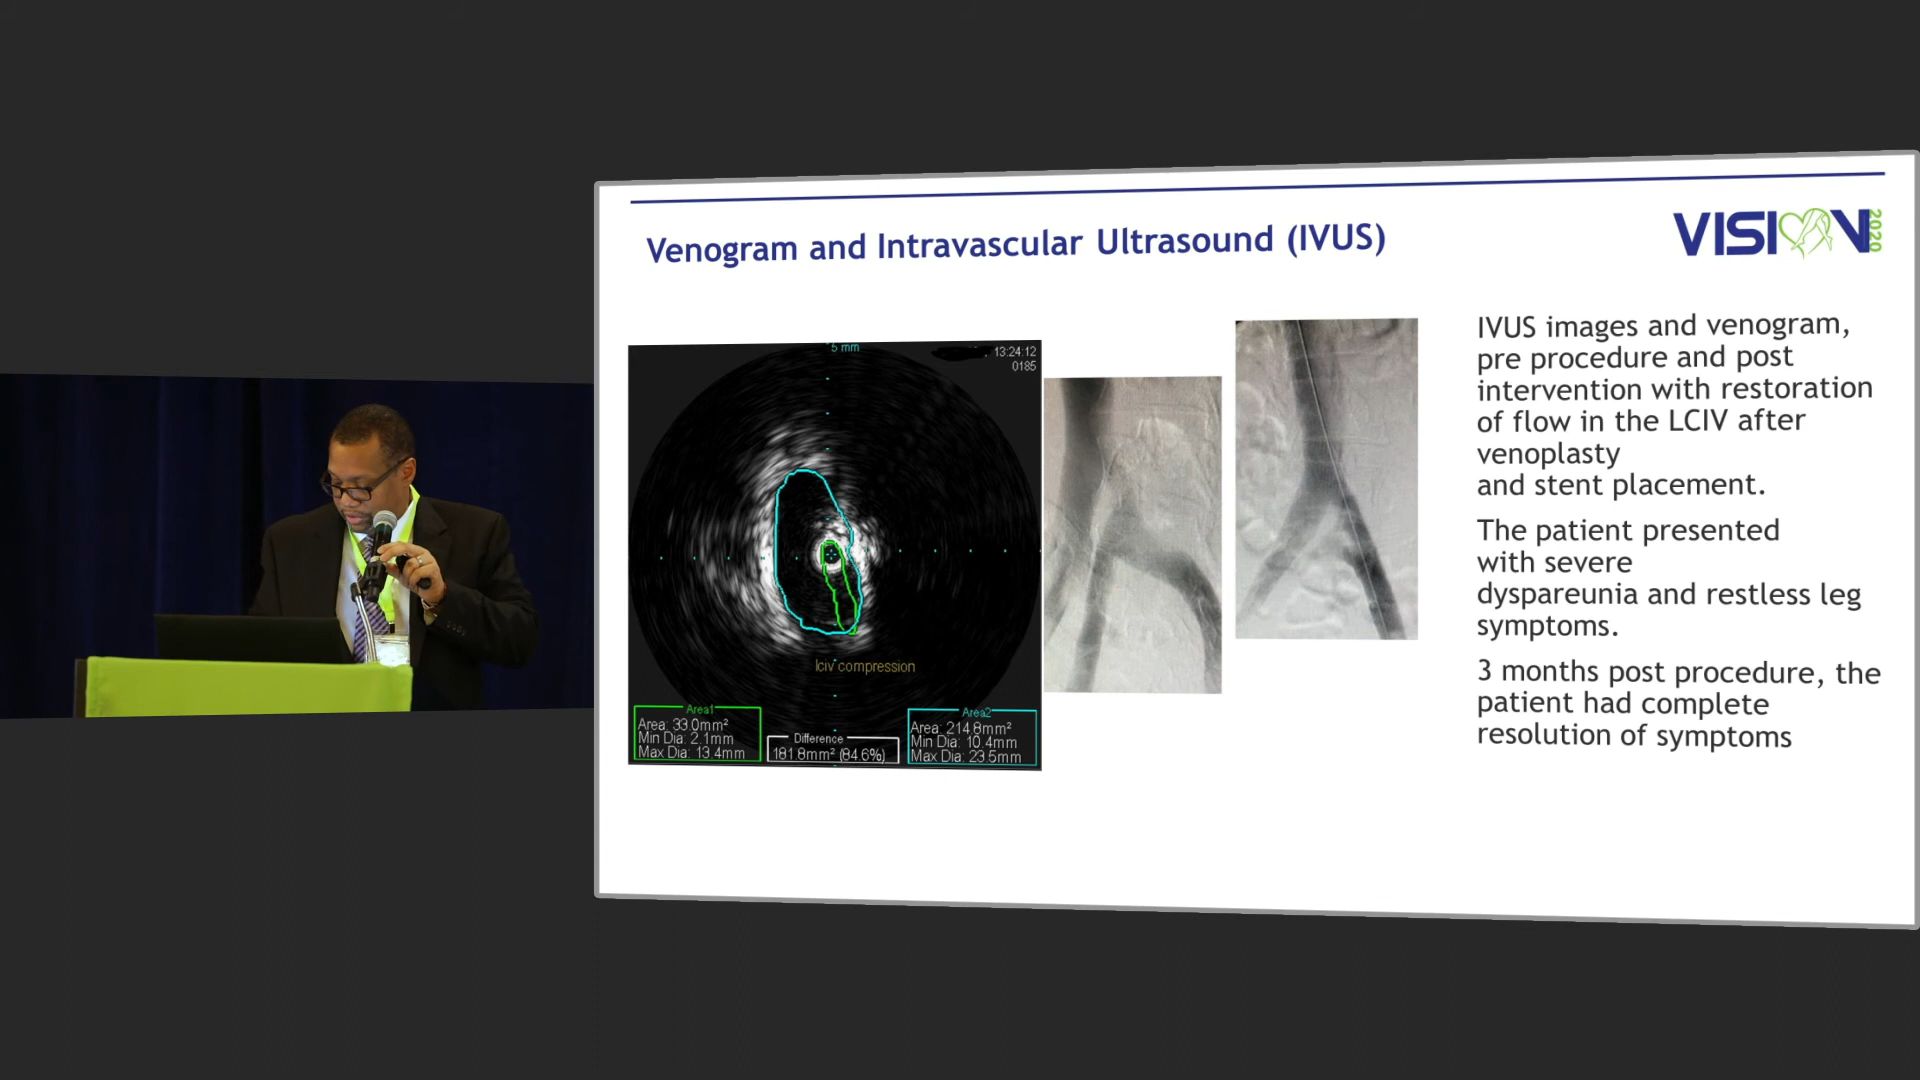 Venogram and Intravascular Ultrasound (IVUS)
VISION 2020
5 mm
13:24:12
0185
lciv compression
Area1
Area: 33.0mm²
Min Dia: 2.1mm
Max Dia: 13.4mm
Difference
181.8mm² (84.6%)
Area2
Area: 214.8mm²
Min Dia: 10.4mm
Max Dia: 23.5mm
IVUS images and venogram,
pre procedure and post
intervention with restoration
of flow in the LCIV after
venoplasty
and stent placement.
The patient presented
with severe
dyspareunia and restless leg
symptoms.
3 months post procedure, the
patient had complete
resolution of symptoms